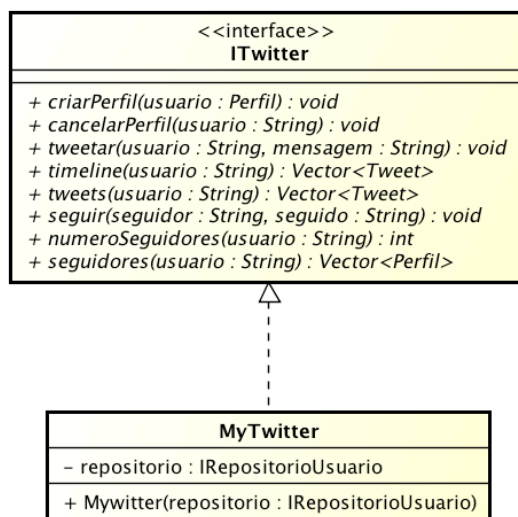 <<interface>>
ITwitter
+ criarPerfil(usuario : Perfil) : void
+ cancelarPerfil(usuario : String) : void
+ tweetar(usuario : String, mensagem : String) : void
+ timeline(usuario : String) : Vector<Tweet>
+ tweets(usuario : String) : Vector<Tweet>
+ seguir(seguidor : String, seguido : String) : void
+ numeroSeguidores(usuario : String) : int
+ seguidores(usuario : String) : Vector<Perfil>
MyTwitter
- repositorio : IRepositorioUsuario
+ Mywitter(repositorio : IRepositorioUsuario)